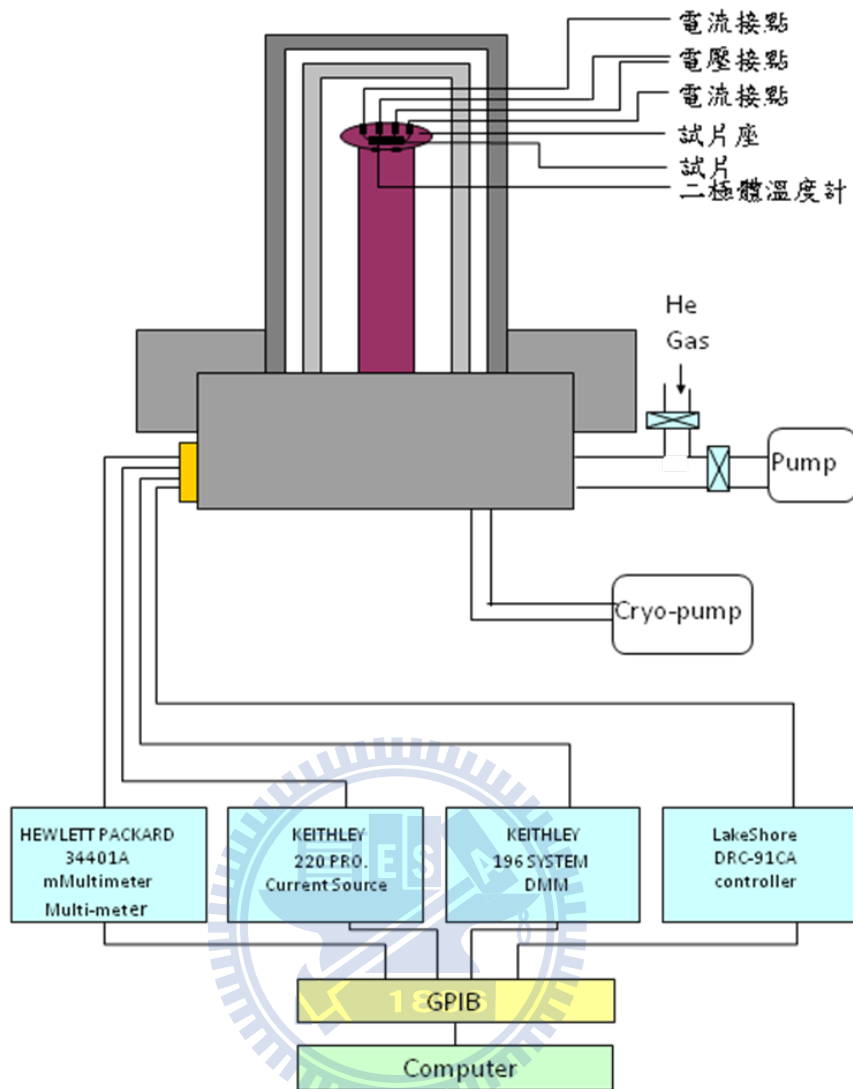 電流接點
電壓接點
電流接點
試片座
試片
二極體溫度計
He
Gas
Pump
Cryo-pump
HEWLETT PACKARD
34401A
mMultimeter
Multi-meter
KEITHLEY
220 PRO.
Current Source
KEITHLEY
196 SYSTEM
DMM
LakeShore
DRC-91CA
controller
ES
1896
GPIB
Computer